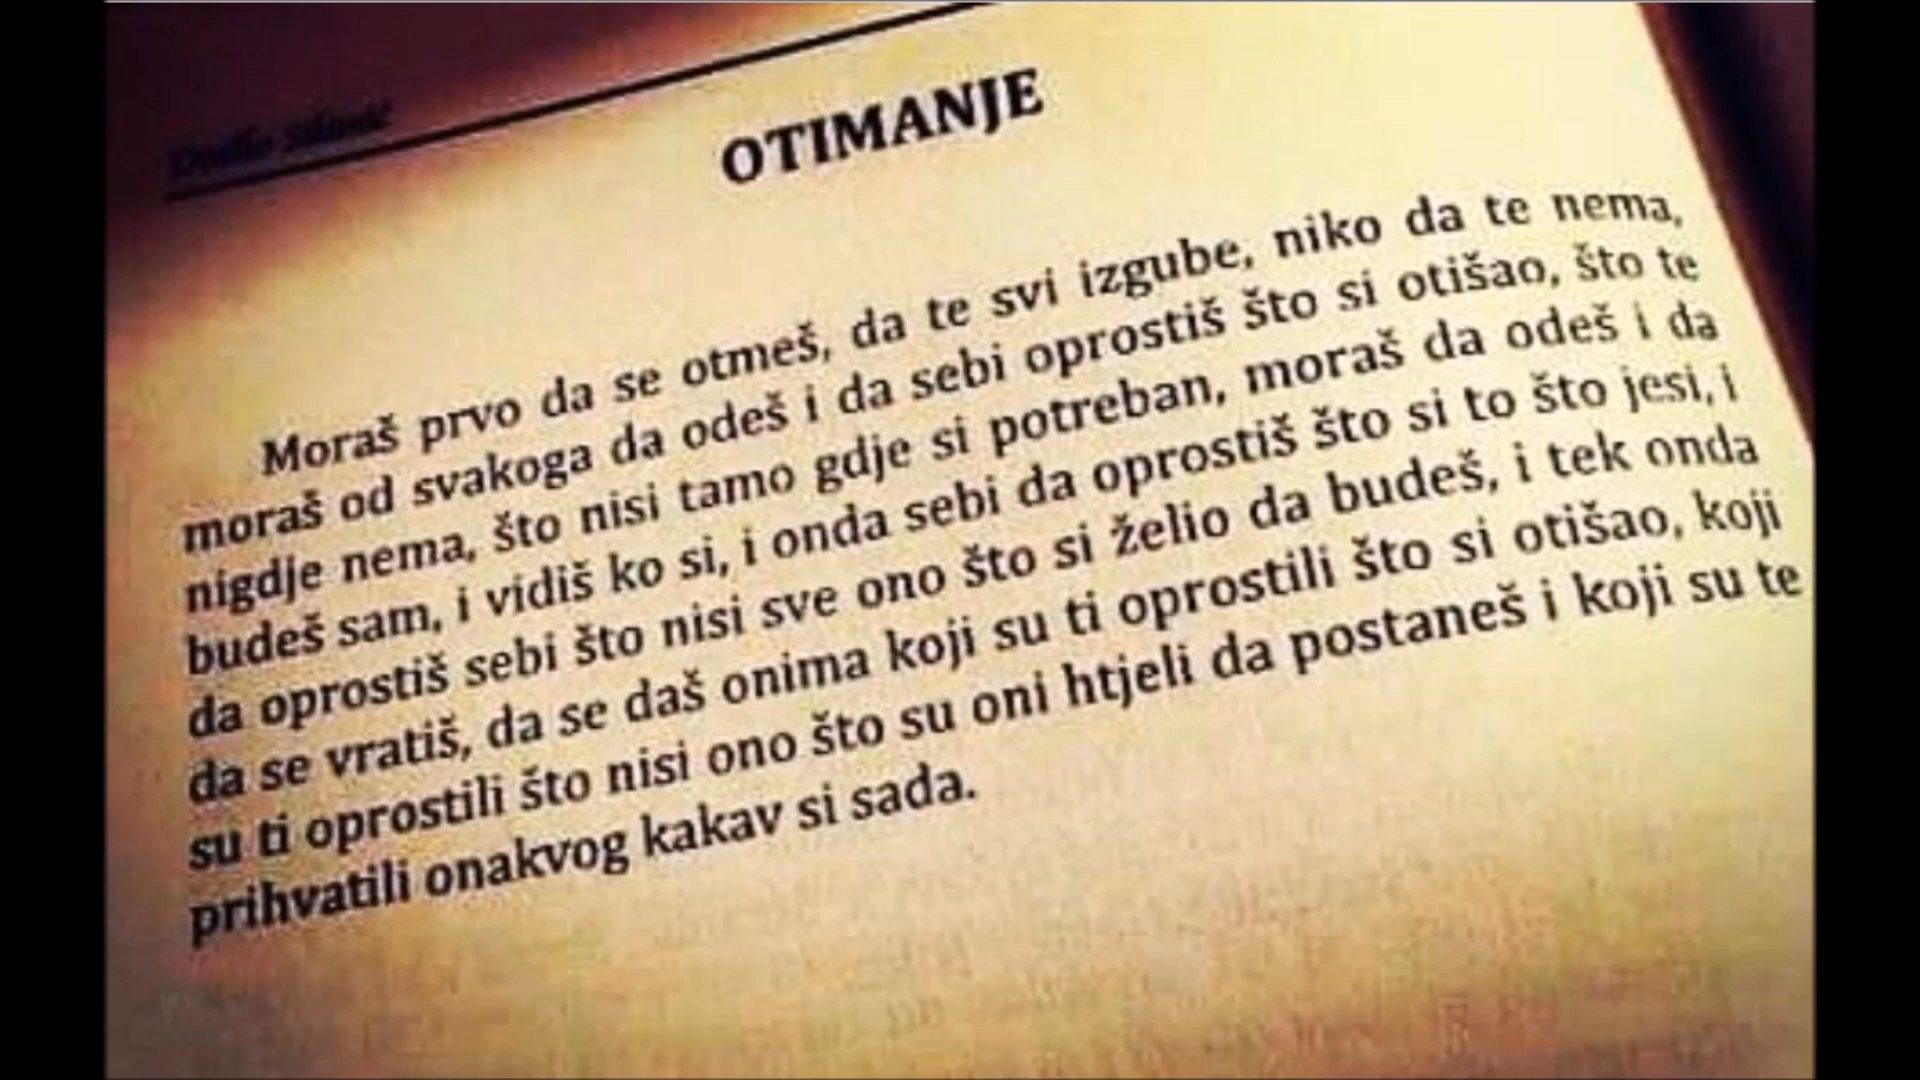 OTIMANJE
Moraš prvo da se otmeš, da te svi izgube, niko da te nema,
moraš od svakoga da odeš i da sebi oprostiš što si otišao, što te
nigdje nema, što nisi tamo gdje si potreban, moraš da odeš i da
budeš sam, i vidiš ko si, i onda sebi da oprostiš što si to što jesi, i
da oprostiš sebi što nisi sve ono što si želio da budeš, i tek onda
da se vratiš, da se daš onima koji su ti oprostili što si otišao, koji
su ti oprostili što nisi ono što su oni htjeli da postaneš i koji su te
prihvatili onakvog kakav si sada.